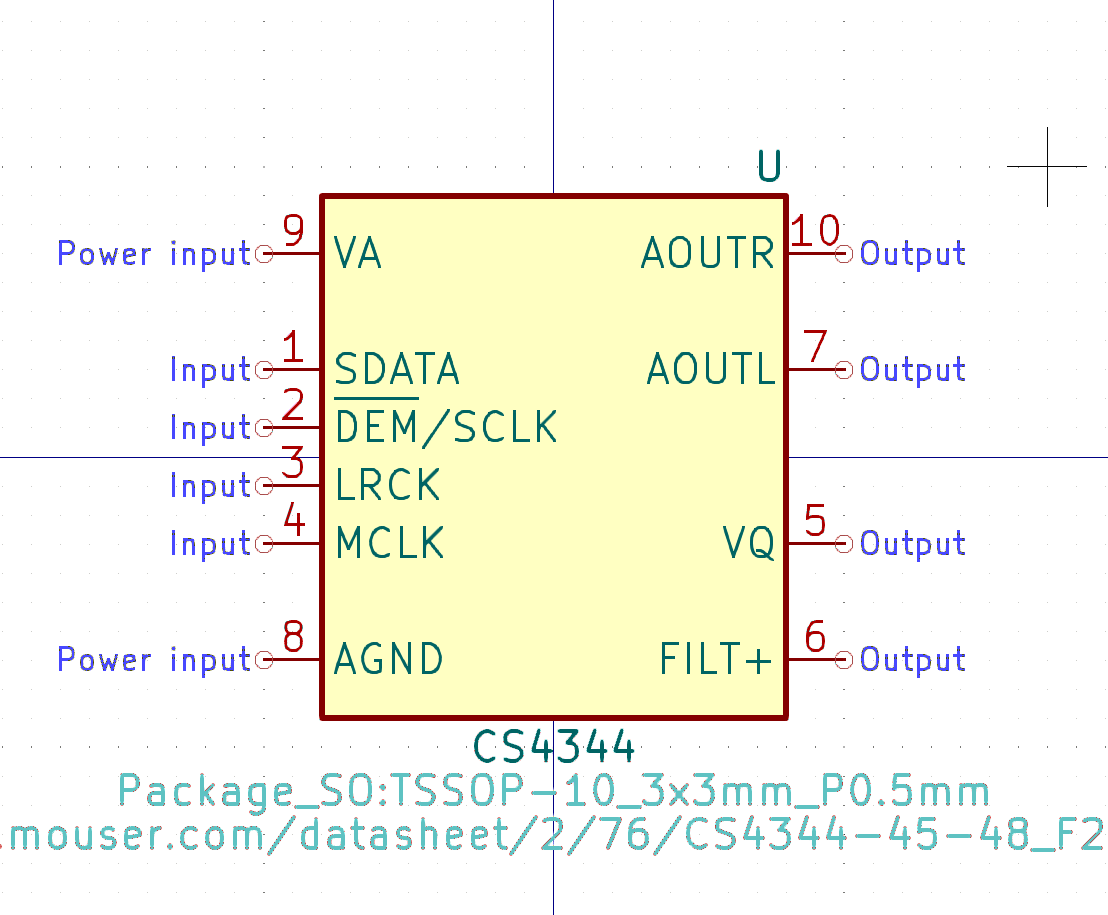 U
9
10
Power input
VA
AOUTR
Output
1
7
Input
SDATA
AOUTL
Output
2
Input
DEM/SCLK
3
Input
LRCK
4
5
Input
MCLK
VQ
Output
8
6
Power input
AGND
FILT+
Output
CS4344
Package_SO:TSSOP-10_3x3mm_P0.5mm
.mouser.com/datasheet/2/76/CS4344-45-48_F2